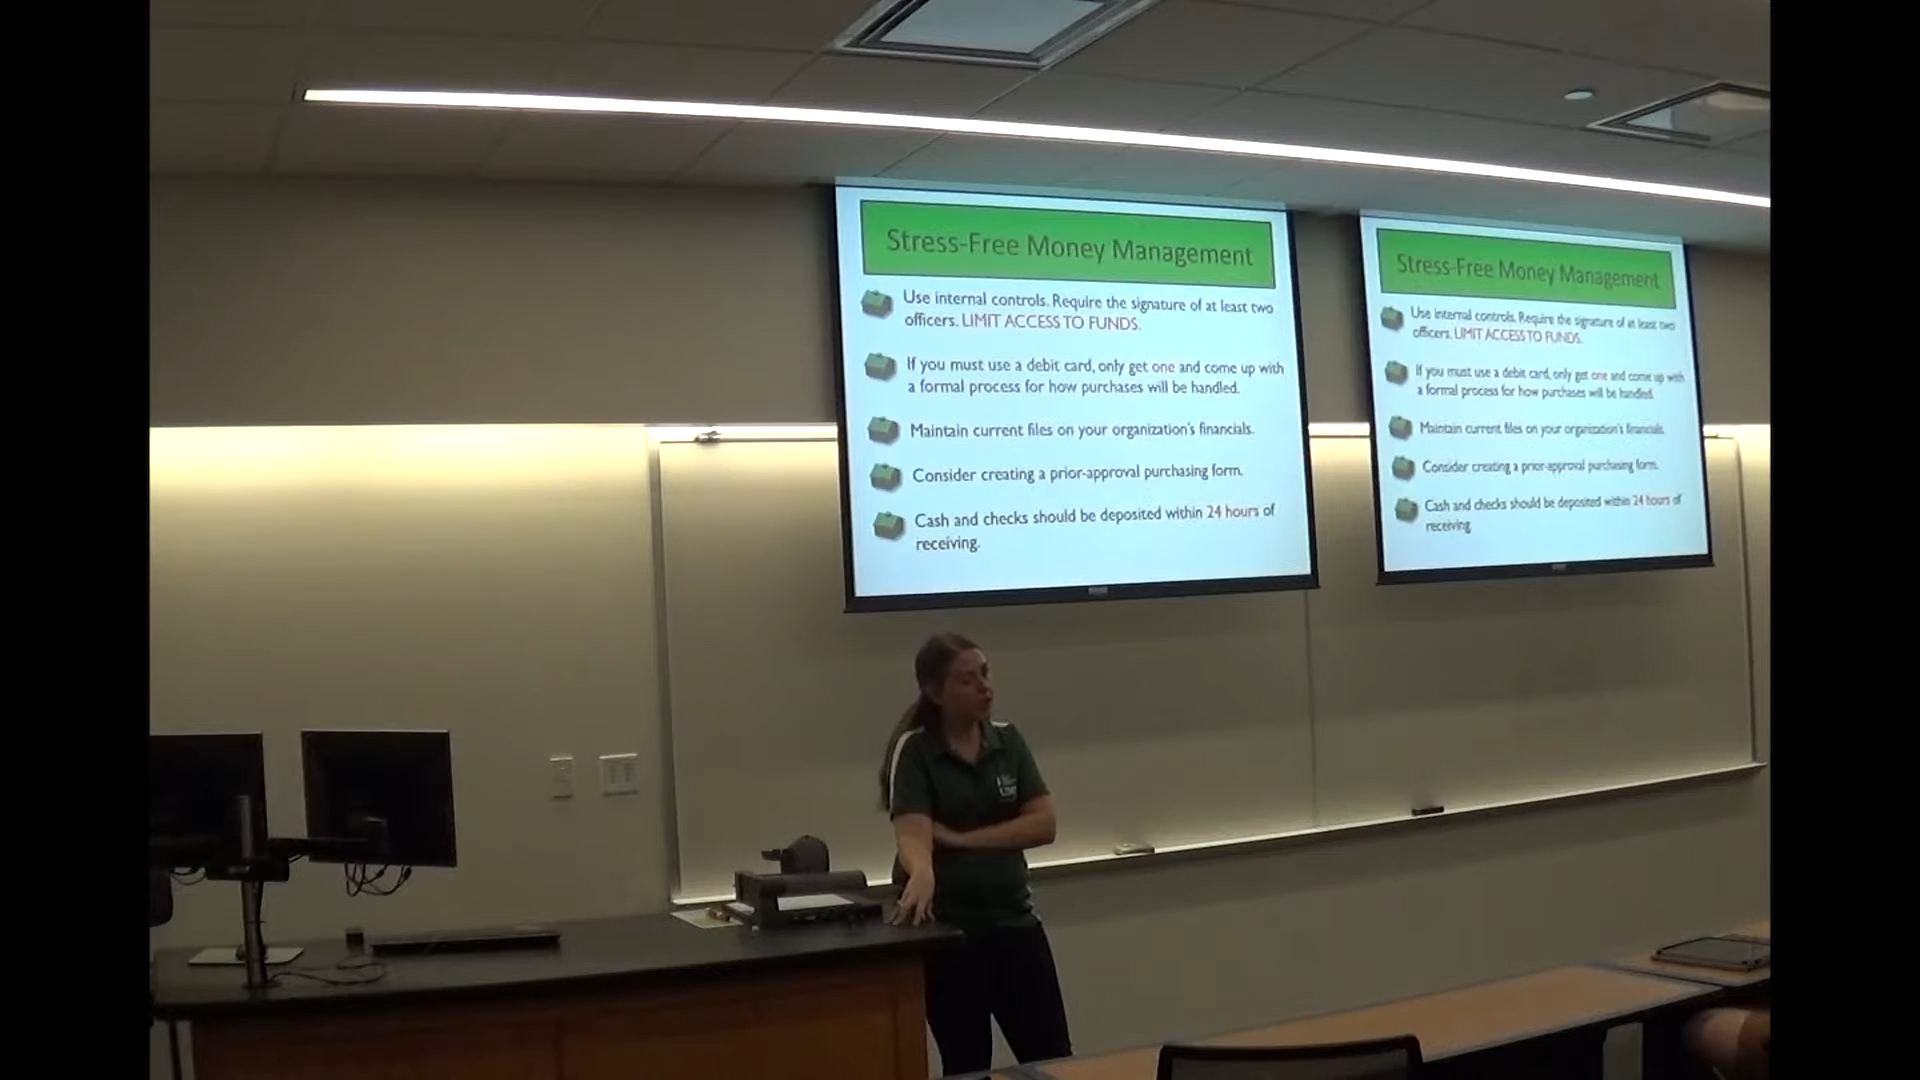 Stress-Free Money Management
Use internal controls. Require the signature of at least two
officers. LIMIT ACCESS TO FUNDS.
If you must use a debit card, only get one and come up with
a formal process for how purchases will be handled.
Maintain current files on your organization's financials.
Consider creating a prior-approval purchasing form.
Cash and checks should be deposited within 24 hours of
receiving.
Stress-Free Money Management
Use internal controls. Require the signature of at least two
officers. LIMIT ACCESS TO FUNDS.
If you must use a debit card, only get one and come up with
a formal process for how purchases will be handled.
Maintain current files on your organization's financials.
Consider creating a prior-approval purchasing form.
Cash and checks should be deposited within 24 hours of
receiving.